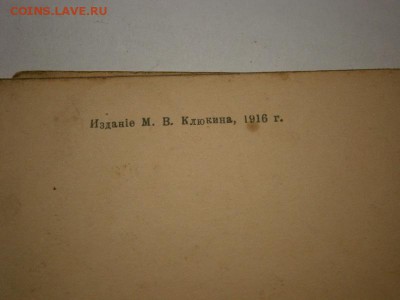 COINS.LAVE.RU
Изданіе М. В. Клюкина, 1916 г.